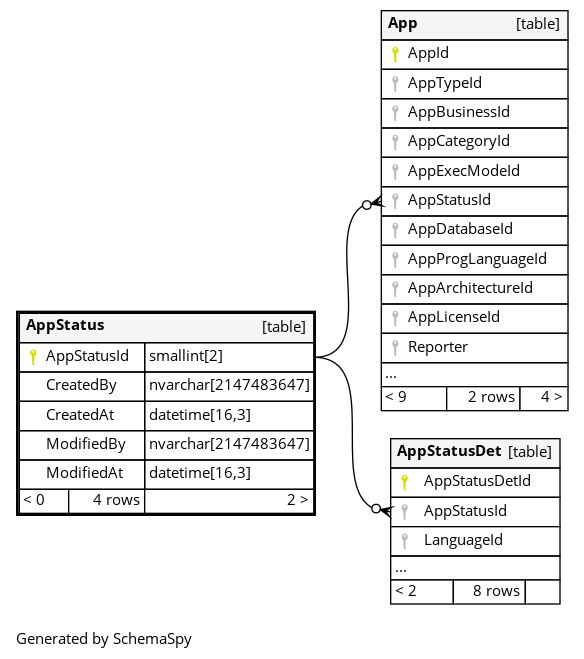 App [table]
AppId
AppTypeId
AppBusinessId
AppCategoryId
AppExecModeId
AppStatusId
AppDatabaseId
AppProgLanguageId
AppArchitectureId
AppLicenseId
Reporter
...
< 9 2 rows 4 >
AppStatus [table]
AppStatusId smallint[2]
CreatedBy nvarchar[2147483647]
CreatedAt datetime[16,3]
ModifiedBy nvarchar[2147483647]
ModifiedAt datetime[16,3]
< 0 4 rows 2 >
AppStatusDet [table]
AppStatusDetId
AppStatusId
LanguageId
...
< 2 8 rows
Generated by SchemaSpy